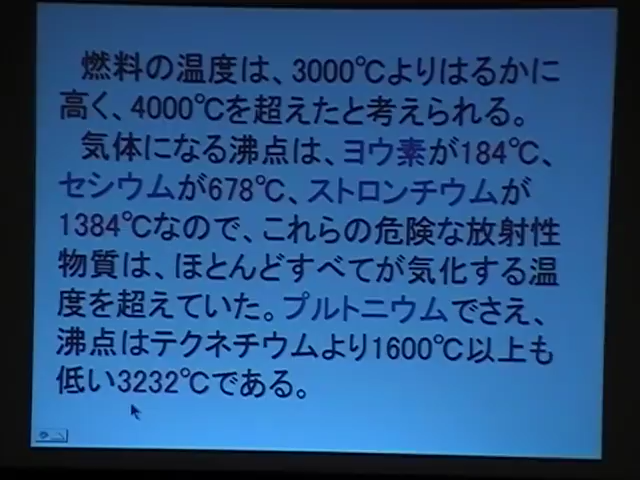 燃料の温度は、3000℃よりはるかに
高く、4000℃を超えたと考えられる。
気体になる沸点は、ヨウ素が184℃、
セシウムが678℃、ストロンチウムが
1384℃なので、これらの危険な放射性
物質は、ほとんどすべてが気化する温
度を超えていた。プルトニウムでさえ、
沸点はテクネチウムより1600℃以上も
低い3232℃である。